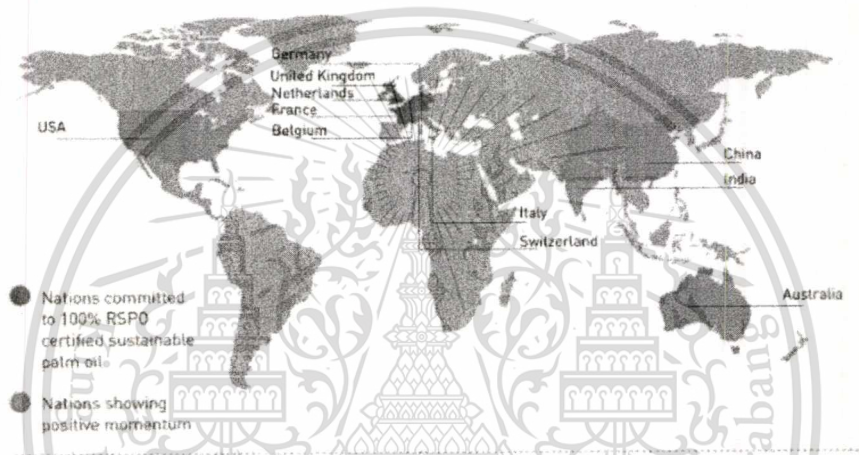 Germany
United Kingdom
Netherlands
France
Belgium
USA
China
India
Italy
Switzerland
Australia
Nations committed
to 100% RSPO
certified sustainable
palm oil
Nations showing
positive momentum